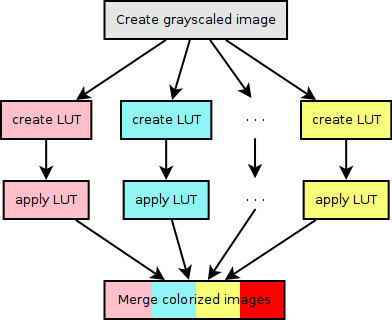 Create grayscaled image
create LUT
create LUT
. . .
create LUT
apply LUT
apply LUT
. . .
apply LUT
Merge colorized images